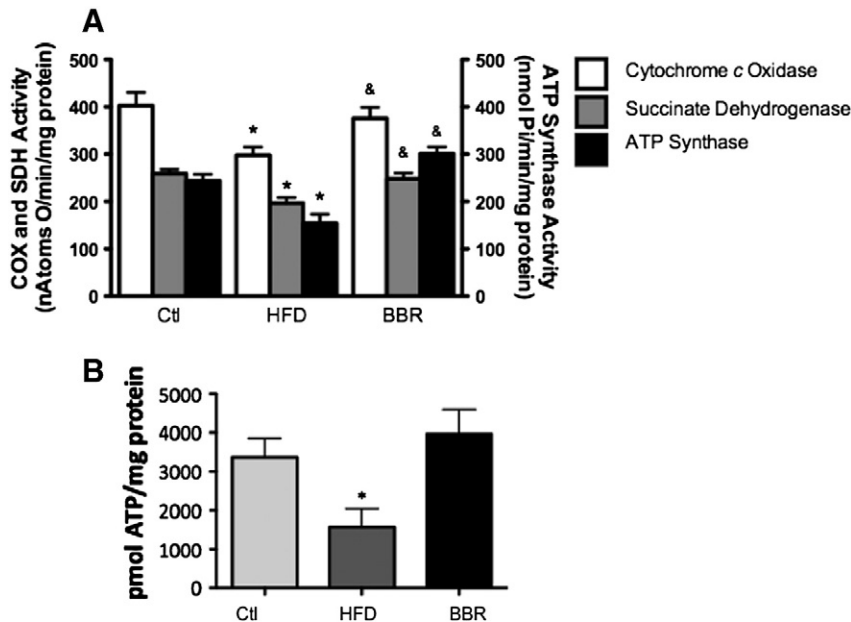 A
COX and SDH Activity
(nAtoms O/min/mg protein)
500
400
300
200
100
0
*
*
*
&
&
&
Ctl
HFD
BBR
500
400
300
200
100
0
ATP Synthase Activity
(nmol Pi/min/mg protein)
Cytochrome c Oxidase
Succinate Dehydrogenase
ATP Synthase
B
pmol ATP/mg protein
5000
4000
3000
2000
1000
0
*
Ctl
HFD
BBR